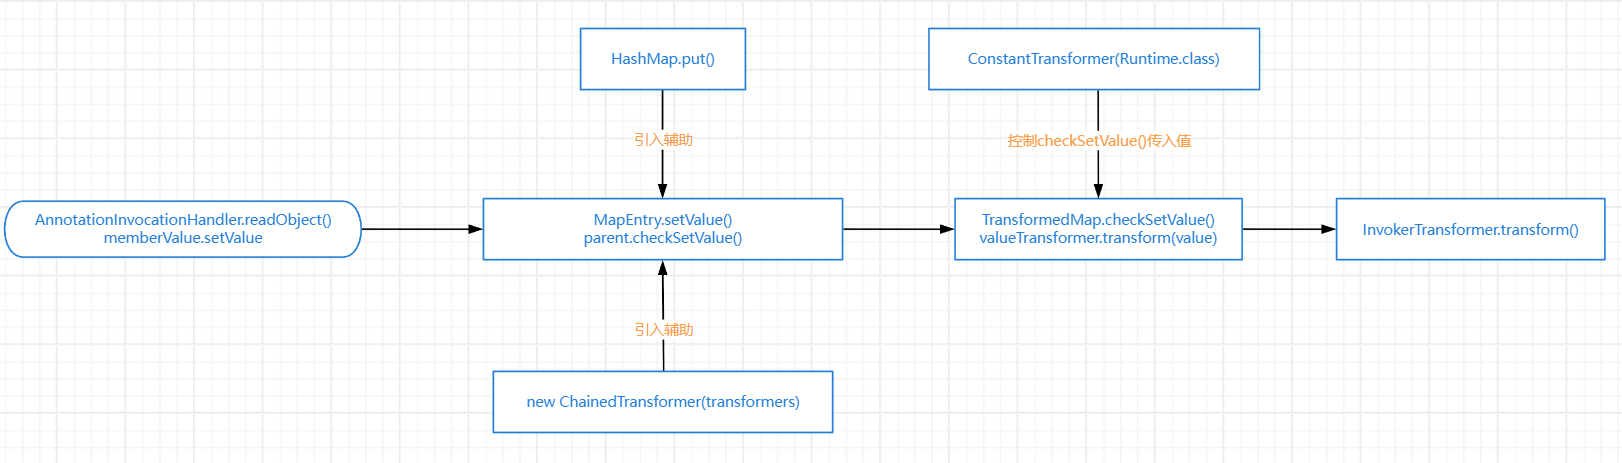 HashMap.put()
ConstantTransformer(Runtime.class)
引入辅助
控制checkSetValue()传入值
AnnotationInvocationHandler.readObject()
memberValue.setValue
MapEntry.setValue()
parent.checkSetValue()
TransformedMap.checkSetValue()
valueTransformer.transform(value)
InvokerTransformer.transform()
引入辅助
new ChainedTransformer(transformers)